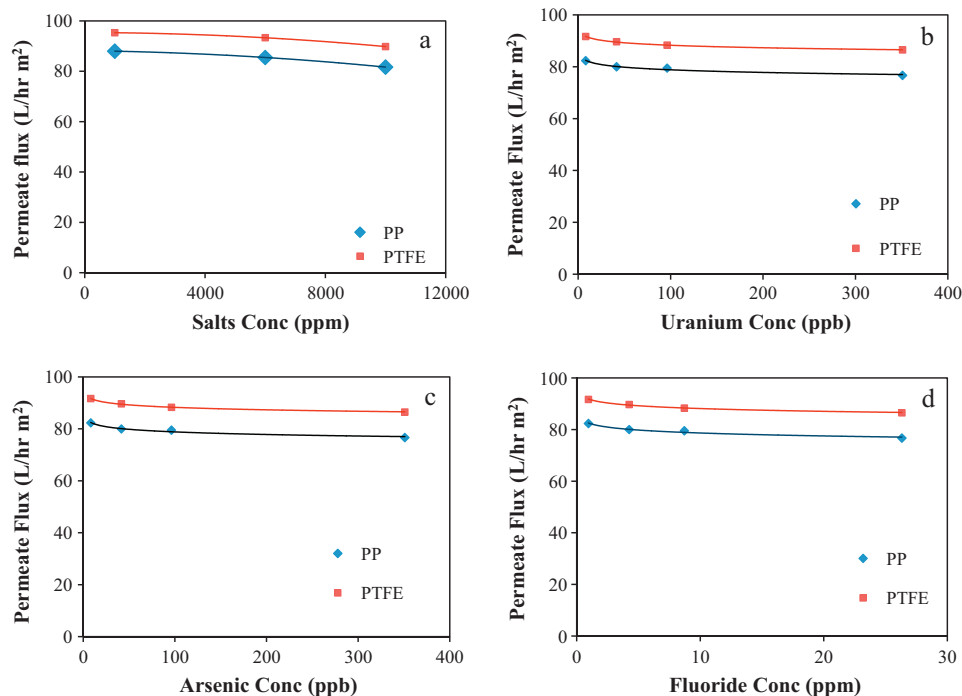 a
Permeate flux (L/hr m²)
100
80
60
40
20
0
PP
PTFE
0 4000 8000 12000
Salts Conc (ppm)
b
Permeate Flux (L/hr m²)
100
80
60
40
20
0
PP
PTFE
0 100 200 300 400
Uranium Conc (ppb)
c
Permeate Flux (L/hr m²)
100
80
60
40
20
0
PP
PTFE
0 100 200 300 400
Arsenic Conc (ppb)
d
Permeate Flux (L/hr m²)
100
80
60
40
20
0
PP
PTFE
0 10 20 30
Fluoride Conc (ppm)